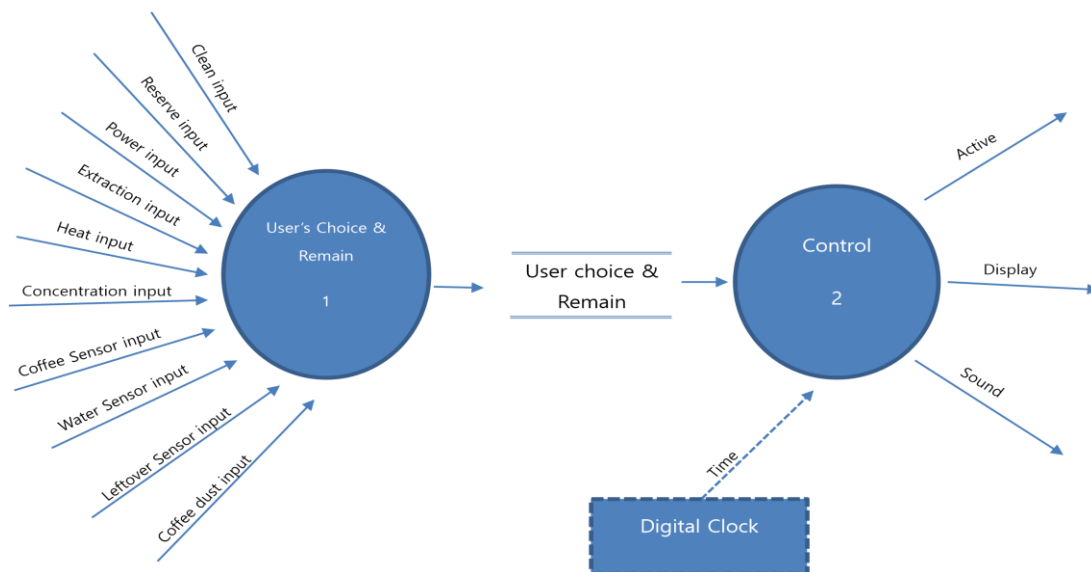 Clean input
Reserve input
Power input
Extraction input
Heat input
Concentration input
Coffee Sensor input
Water Sensor input
Leftover Sensor input
Coffee dust input
User’s Choice &
Remain
1
User choice &
Remain
Control
2
Active
Display
Sound
Time
Digital Clock